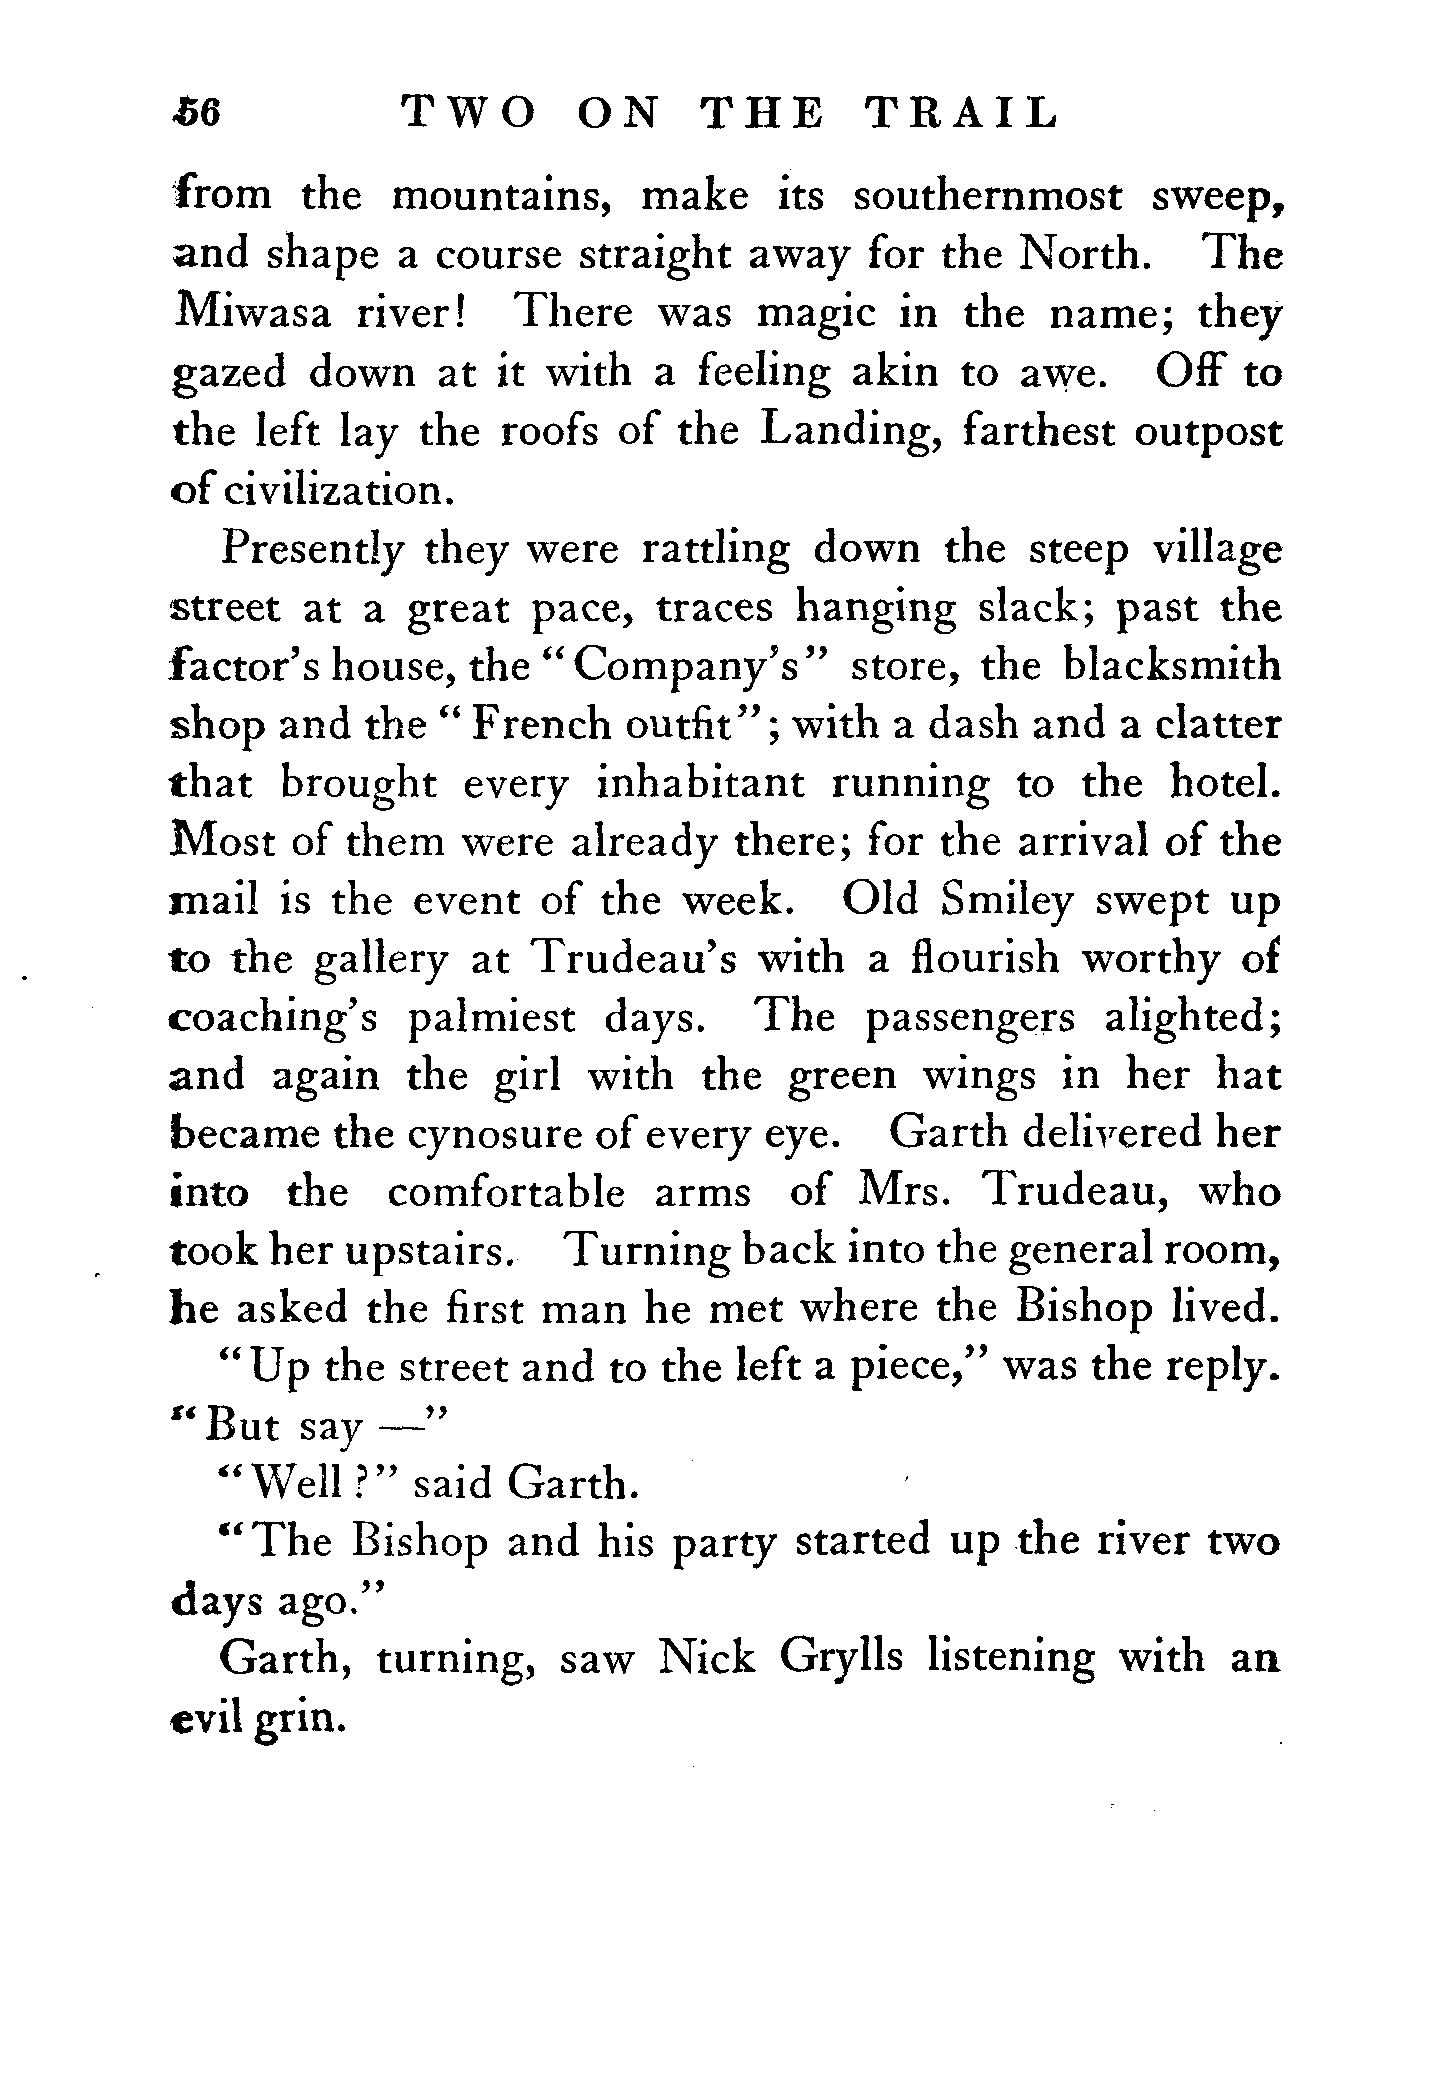 56 TWO ON THE TRAIL
from the mountains, make its southernmost sweep,
and shape a course straight away for the North. The
Miwasa river! There was magic in the name; they
gazed down at it with a feeling akin to awe. Off to
the left lay the roofs of the Landing, farthest outpost
of civilization.
Presently they were rattling down the steep village
street at a great pace, traces hanging slack; past the
factor's house, the "Company's" store, the blacksmith
shop and the "French outfit"; with a dash and a clatter
that brought every inhabitant running to the hotel.
Most of them were already there; for the arrival of the
mail is the event of the week. Old Smiley swept up
to the gallery at Trudeau's with a flourish worthy of
coaching's palmiest days. The passengers alighted;
and again the girl with the green wings in her hat
became the cynosure of every eye. Garth delivered her
into the comfortable arms of Mrs. Trudeau, who
took her upstairs. Turning back into the general room,
he asked the first man he met where the Bishop lived.
"Up the street and to the left a piece," was the reply.
"But say —"
"Well?" said Garth.
"The Bishop and his party started up the river two
days ago."
Garth, turning, saw Nick Grylls listening with an
evil grin.